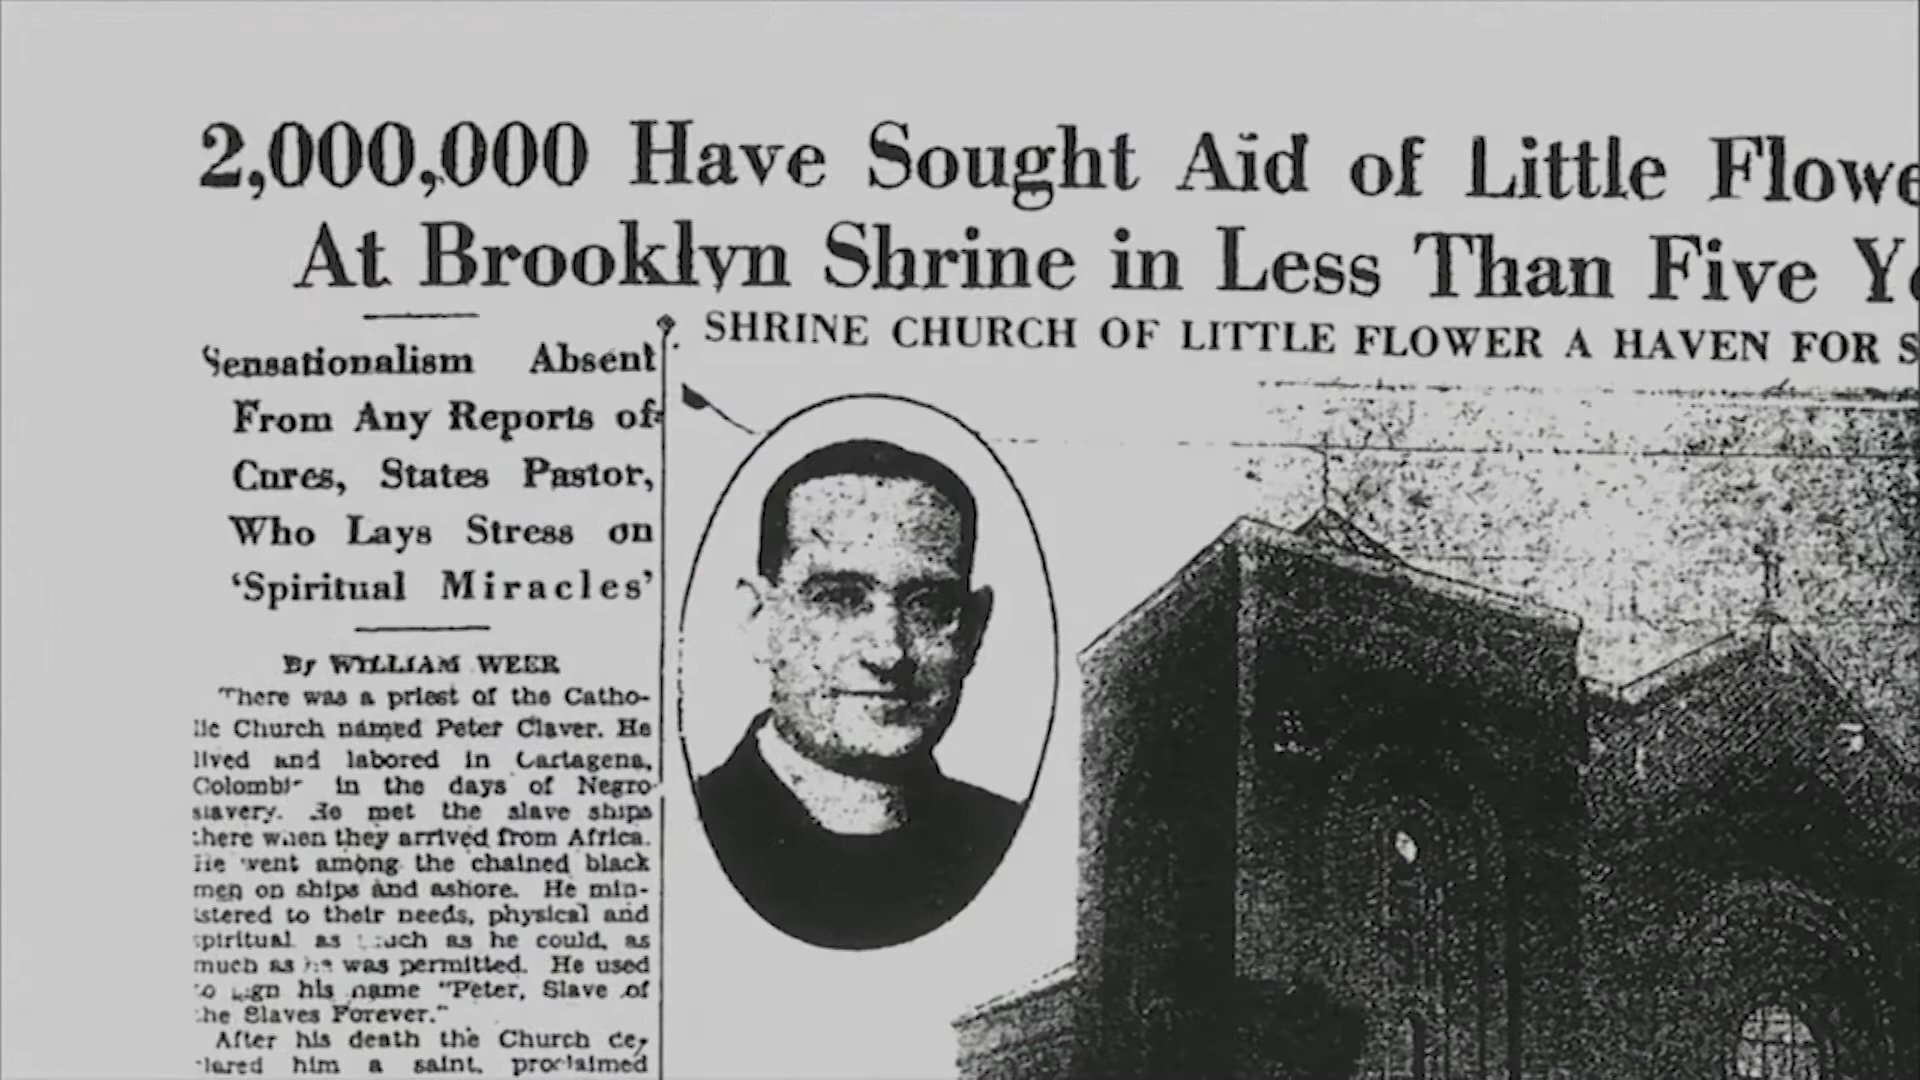 2,000,000 Have Sought Aid of Little Flowe
At Brooklyn Shrine in Less Than Five Y
SHRINE CHURCH OF LITTLE FLOWER A HAVEN FOR S
Sensationalism Absent
From Any Reports of
Cures, States Pastor,
Who Lays Stress on
‘Spiritual Miracles’
By WILLIAM WEER
There was a priest of the Catho-
lic Church named Peter Claver. He
lived and labored in Cartagena,
Colombi in the days of Negro
slavery. He met the slave ships
there when they arrived from Africa.
He went among the chained black
men on ships and ashore. He min-
istered to their needs, physical and
spiritual as much as he could, as
much as he was permitted. He used
to sign his name "Peter, Slave of
the Slaves Forever."
After his death the Church de-
clared him a saint, proclaimed